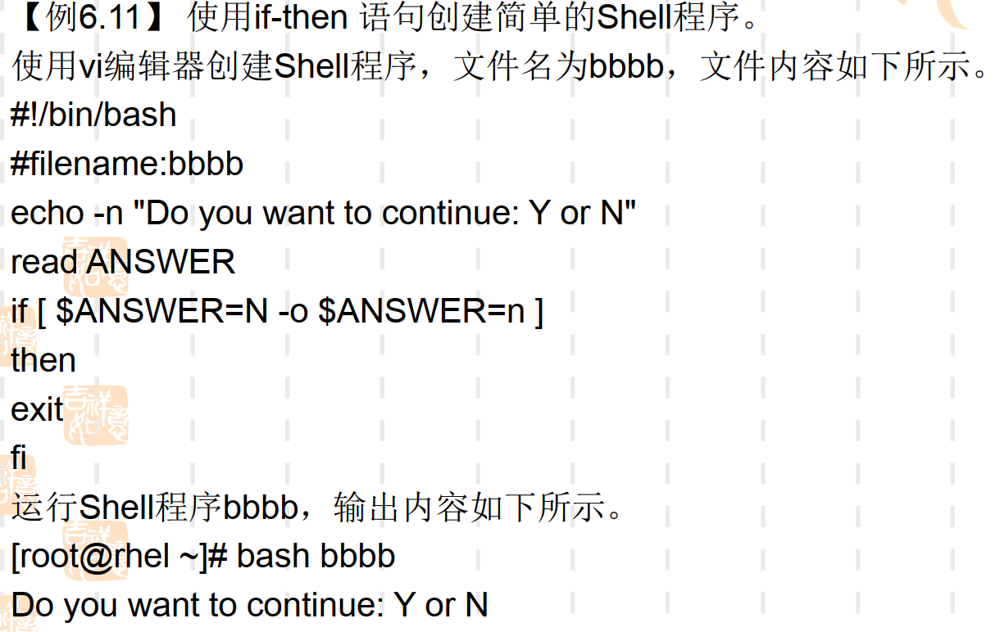 【例6.11】 使用if-then 语句创建简单的Shell程序。
使用vi编辑器创建Shell程序，文件名为bbbb，文件内容如下所示。
#!/bin/bash
#filename:bbbb
echo -n "Do you want to continue: Y or N"
read ANSWER
if [ $ANSWER=N -o $ANSWER=n ]
then
exit
fi
运行Shell程序bbbb，输出内容如下所示。
[root@rhel ~]# bash bbbb
Do you want to continue: Y or N